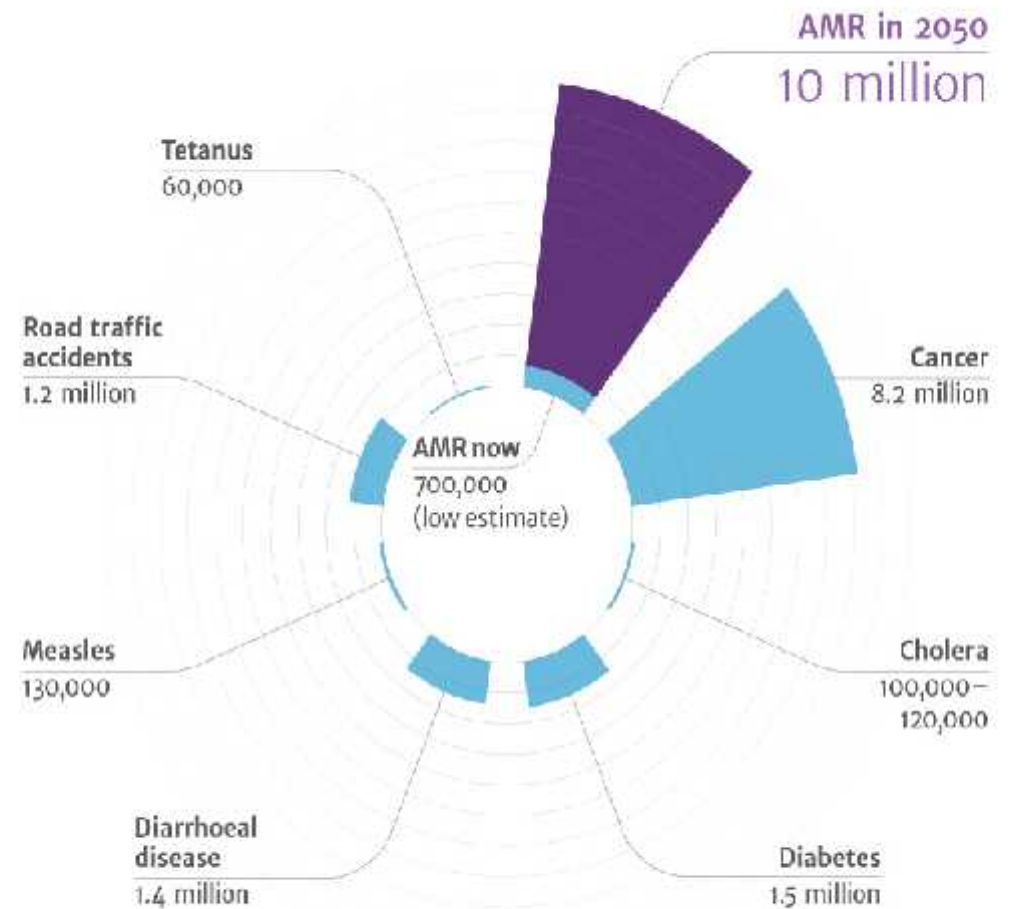 AMR in 2050
10 million
Tetanus
60,000
Road traffic
accidents
1.2 million
Cancer
8.2 million
AMR now
700,000
(low estimate)
Measles
130,000
Cholera
100,000–
120,000
Diarrhoeal
disease
1.4 million
Diabetes
1.5 million